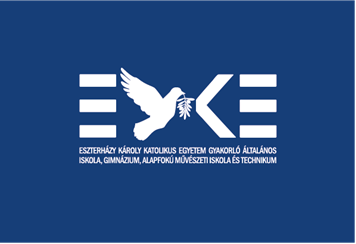 EKE
ESZTERHÁZY KÁROLY KATOLIKUS EGYETEM GYAKORLÓ ÁLTALÁNOS
ISKOLA, GIMNÁZIUM, ALAPFOKÚ MŰVÉSZETI ISKOLA ÉS TECHNIKUM